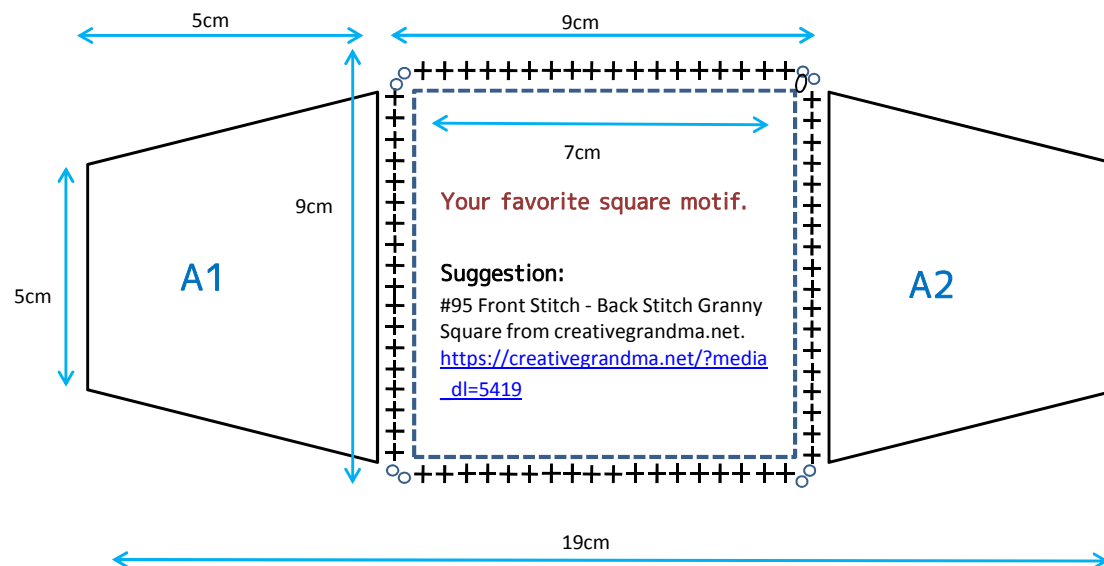 5cm
9cm
7cm
9cm
Your favorite square motif.
A1
Suggestion:
A2
5cm
#95 Front Stitch - Back Stitch Granny
Square from creativegrandma.net.
https://creativegrandma.net/?media
_dl=5419
19cm